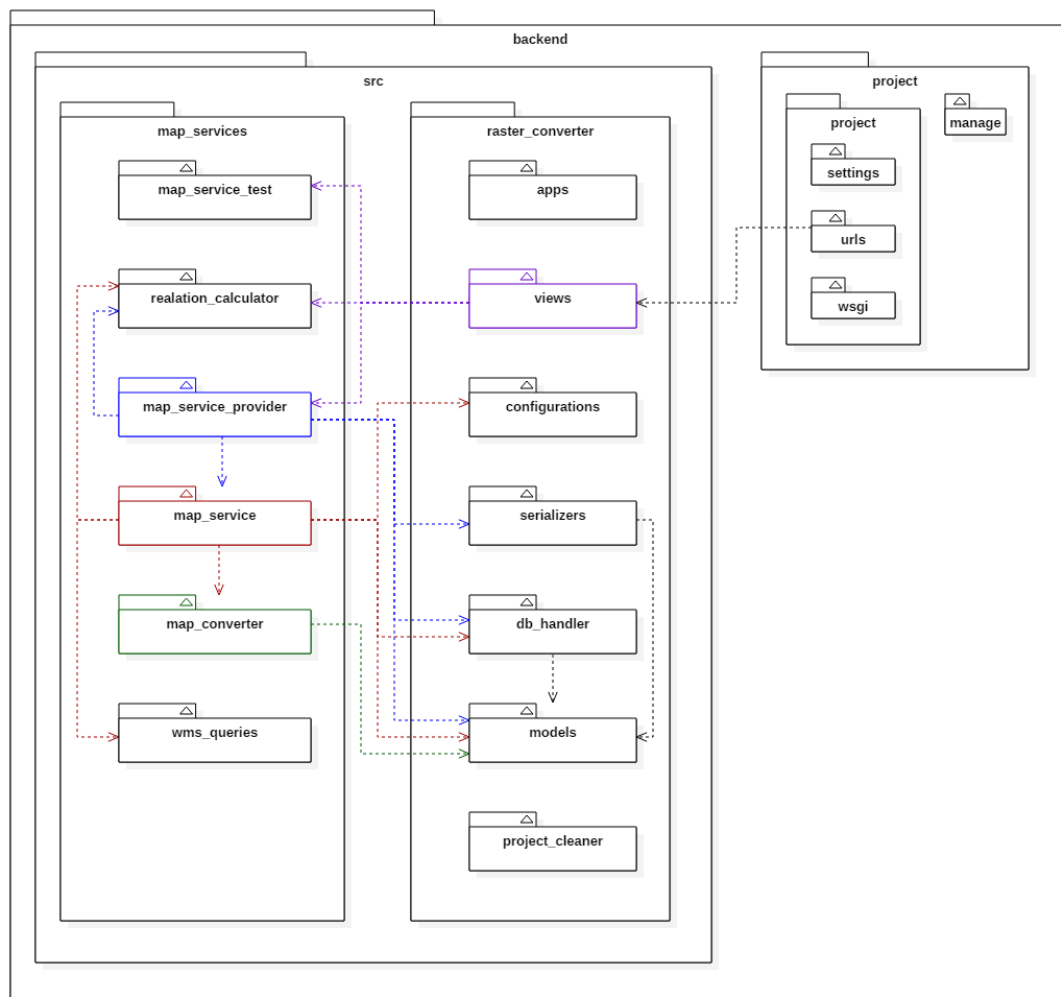 backend
src
project
map_services
raster_converter
project
manage
map_service_test
apps
settings
urls
realation_calculator
views
wsgi
map_service_provider
configurations
map_service
serializers
map_converter
db_handler
wms_queries
models
project_cleaner